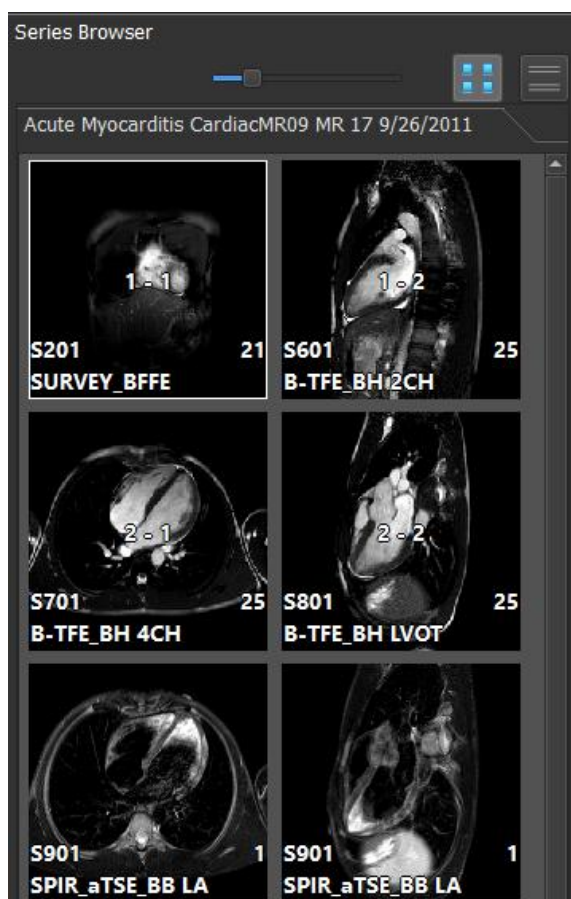 Series Browser
Acute Myocarditis CardiacMR09 MR 17 9/26/2011
1 - 1
S201 21
SURVEY_BFFE
1 - 2
S601 25
B-TFE_BH 2CH
2 - 1
S701 25
B-TFE_BH 4CH
2 - 2
S801 25
B-TFE_BH LVOT
S901 1
SPIR_aTSE_BB LA
S901 1
SPIR_aTSE_BB LA